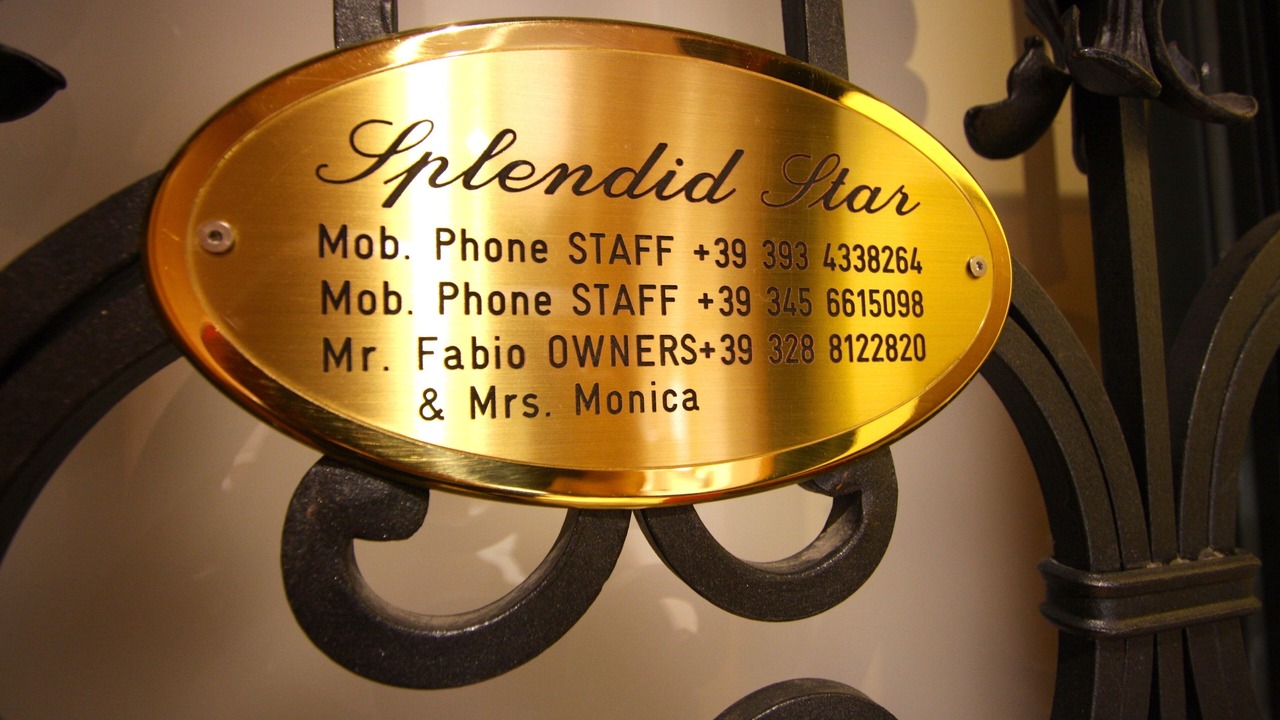 Splendid Star
Mob. Phone STAFF +39 393 4338264
Mob. Phone STAFF +39 345 6615098
Mr. Fabio OWNERS+39 328 8122820
& Mrs. Monica